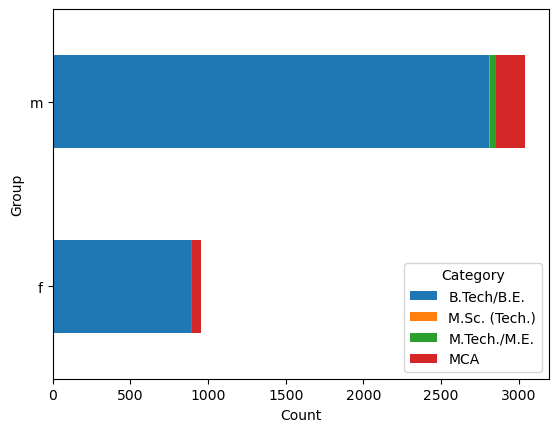 m
f
Group
0 500 1000 1500 2000 2500 3000
Count
Category
B.Tech/B.E.
M.Sc. (Tech.)
M.Tech./M.E.
MCA